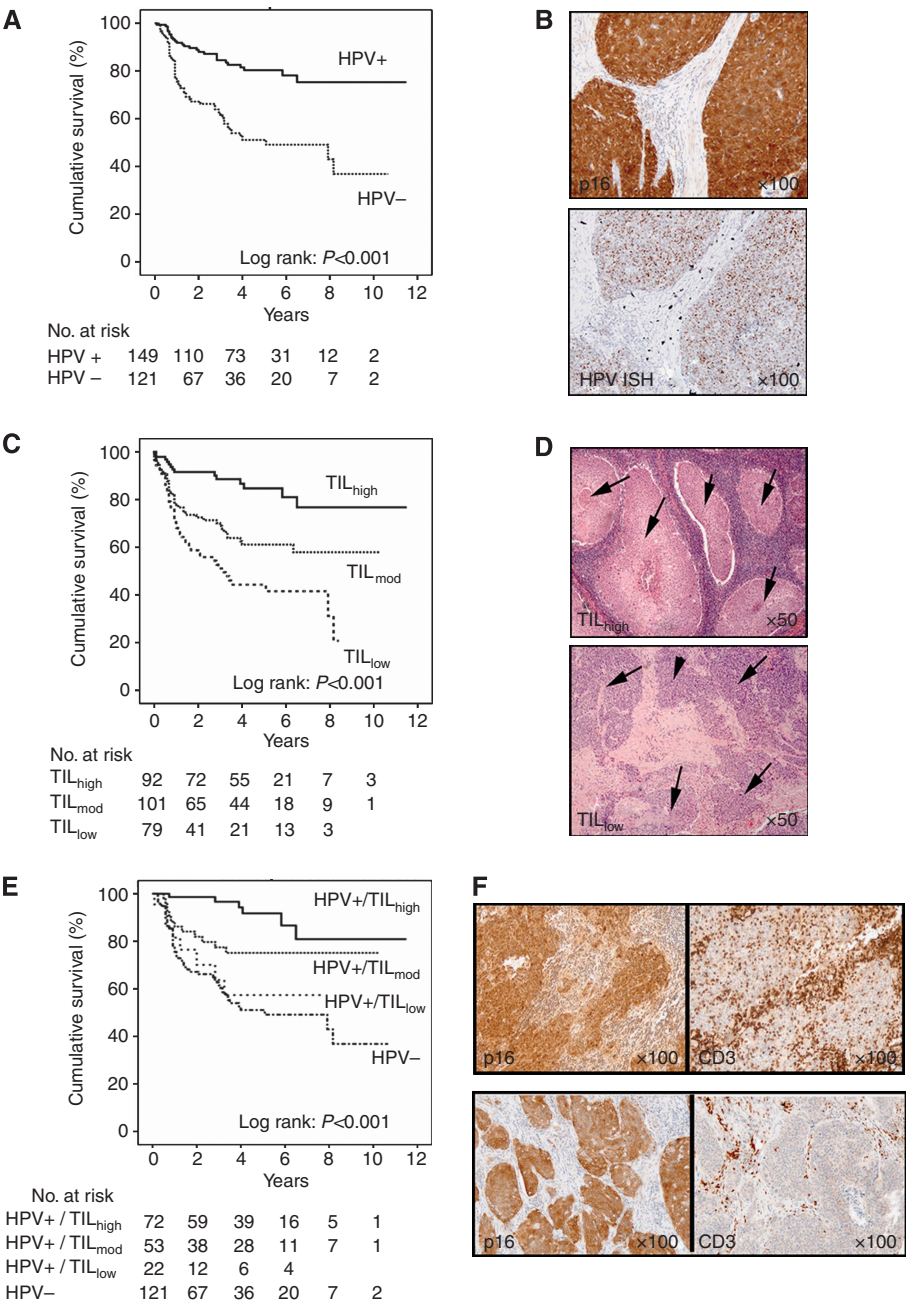 A
100
80
60
40
20
0
Cumulative survival (%)
HPV+
HPV–
Log rank: P<0.001
0 2 4 6 8 10 12
Years
No. at risk
HPV + 149 110 73 31 12 2
HPV – 121 67 36 20 7 2
B
p16 ×100
HPV ISH ×100
C
100
80
60
40
20
0
Cumulative survival (%)
TILhigh
TILmod
TILlow
Log rank: P<0.001
0 2 4 6 8 10 12
Years
No. at risk
TILhigh 92 72 55 21 7 3
TILmod 101 65 44 18 9 1
TILlow 79 41 21 13 3
D
TILhigh ×50
TILlow ×50
E
100
80
60
40
20
0
Cumulative survival (%)
HPV+/TILhigh
HPV+/TILmod
HPV+/TILlow
HPV–
Log rank: P<0.001
0 2 4 6 8 10 12
Years
No. at risk
HPV+ / TILhigh 72 59 39 16 5 1
HPV+ / TILmod 53 38 28 11 7 1
HPV+ / TILlow 22 12 6 4
HPV– 121 67 36 20 7 2
F
p16 ×100 CD3 ×100
p16 ×100 CD3 ×100